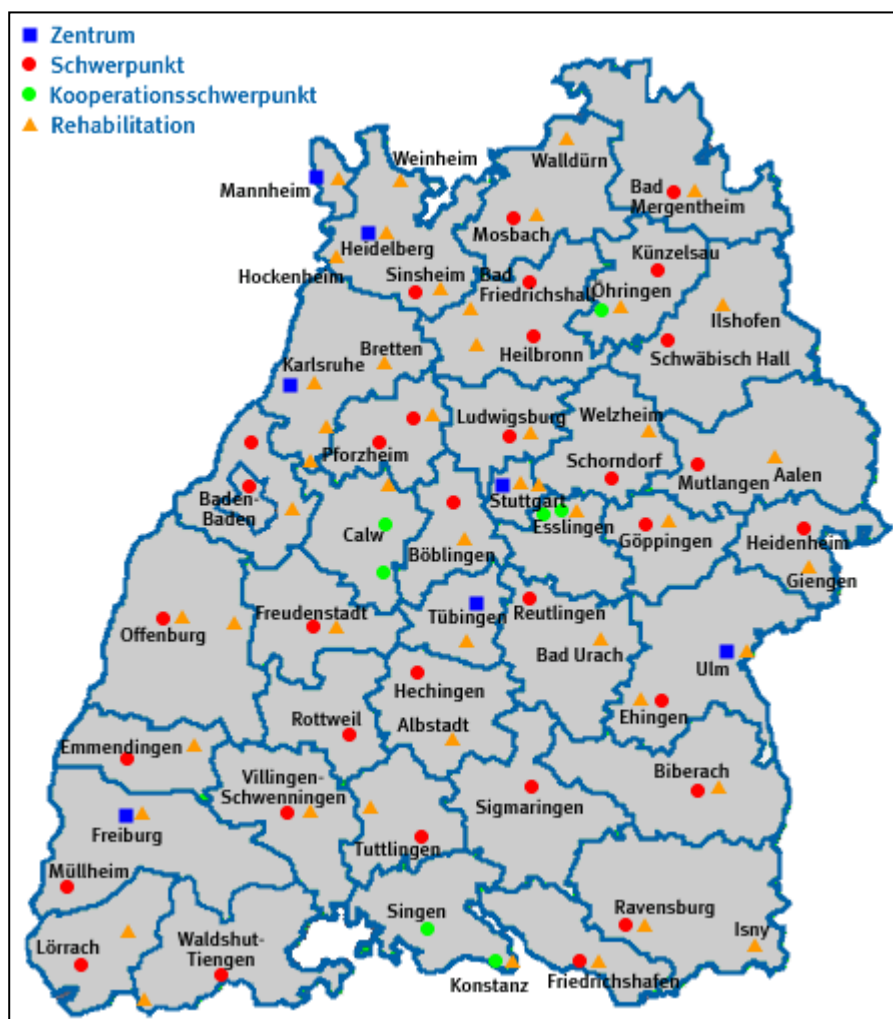 Zentrum
Schwerpunkt
Kooperationsschwerpunkt
Rehabilitation
Weinheim
Walldürn
Mannheim
Bad
Mergentheim
Mosbach
Heidelberg
Künzelsau
Hockenheim
Sinsheim
Bad
Friedrichshall
Öhringen
Ilshofen
Bretten
Heilbronn
Schwäbisch Hall
Karlsruhe
Ludwigsburg
Welzheim
Pforzheim
Schorndorf
Mutlangen
Aalen
Baden-
Baden
Stuttgart
Esslingen
Calw
Böblingen
Göppingen
Heidenheim
Giengen
Freudenstadt
Tübingen
Reutlingen
Offenburg
Bad Urach
Ulm
Hechingen
Rottweil
Albstadt
Ehingen
Emmendingen
Villingen-
Schwenningen
Biberach
Sigmaringen
Freiburg
Tuttlingen
Müllheim
Singen
Ravensburg
Isny
Lörrach
Waldshut-
Tiengen
Konstanz
Friedrichshafen